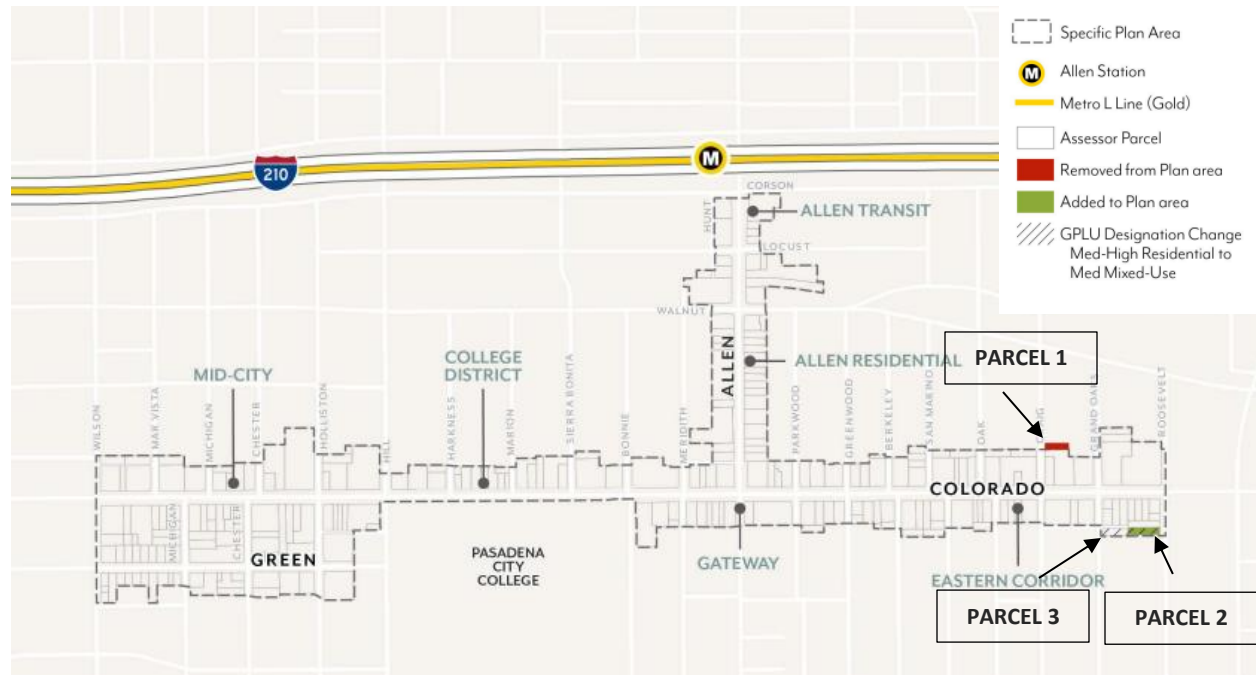 Specific Plan Area
M
Allen Station
Metro L Line (Gold)
Assessor Parcel
Removed from Plan area
Added to Plan area
GPLU Designation Change
Med-High Residential to
Med Mixed-Use
M
210
CORSON
HUNT
ALLEN TRANSIT
LOCUST
WALNUT
ALLEN
ALLEN RESIDENTIAL
PARCEL 1
MID-CITY
COLLEGE
DISTRICT
WILSON
MAR VISTA
MICHIGAN
CHESTER
HOLLISTON
HILL
HARKNESS
MARION
SIERRA BONITA
BONNIE
MERIDITH
PARKWOOD
GREENWOOD
BERKELEY
SAN MARINO
OAK
GRAND OAKS
ROOSEVELT
COLORADO
MICHIGAN
CHESTER
GREEN
PASADENA
CITY
COLLEGE
GATEWAY
EASTERN CORRIDOR
PARCEL 3
PARCEL 2